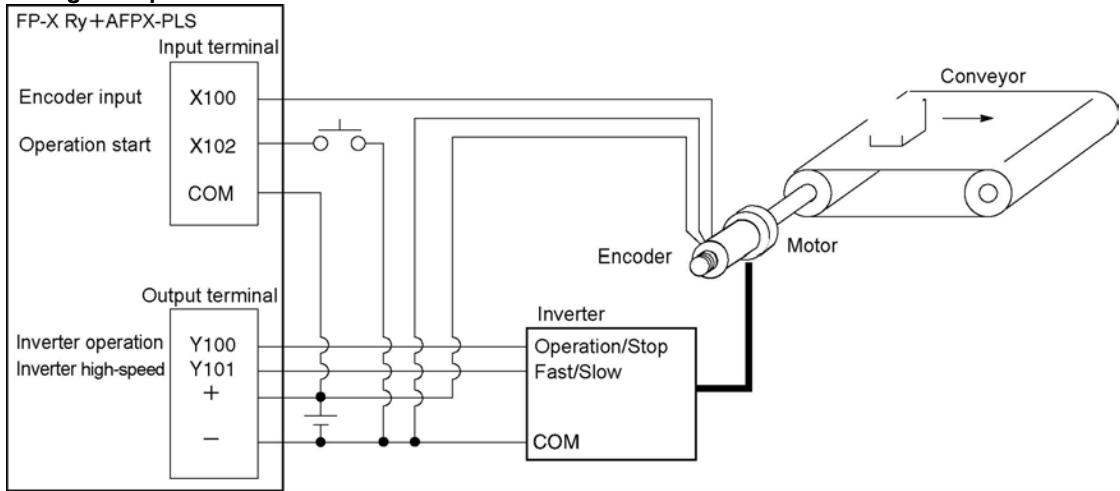 FP-X Ry+AFPX-PLS
Input terminal
Encoder input X100
Operation start X102
COM
Output terminal
Inverter operation Y100
Inverter high-speed Y101
+
−
Inverter
Operation/Stop
Fast/Slow
COM
Encoder
Motor
Conveyor